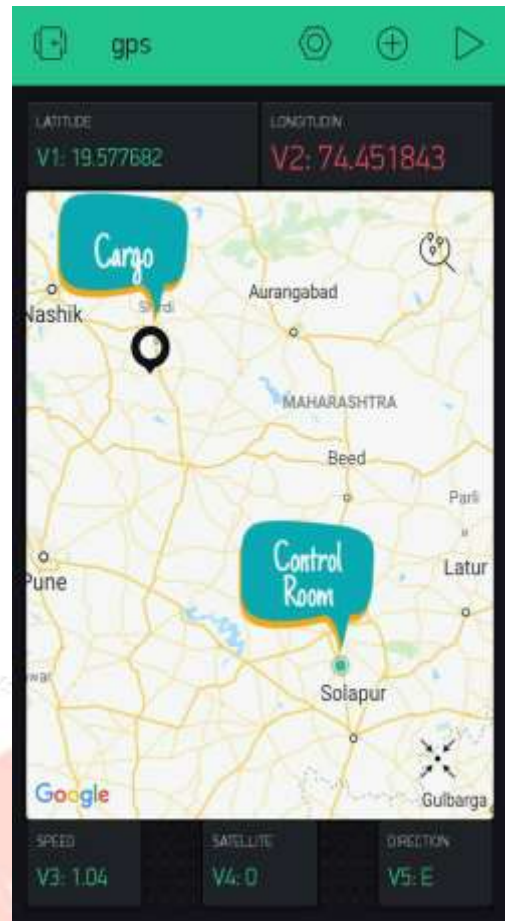 gps
LATITUDE
LONGITUDIN
V1: 19.577682
V2: 74.451843
Cargo
Nashik
Aurangabad
MAHARASHTRA
Beed
Parli
Control
Room
Pune
Latur
Solapur
Google
Gulbarga
SPEED
SATELLITE
DIRECTION
V3: 1.04
V4: 0
V5: E